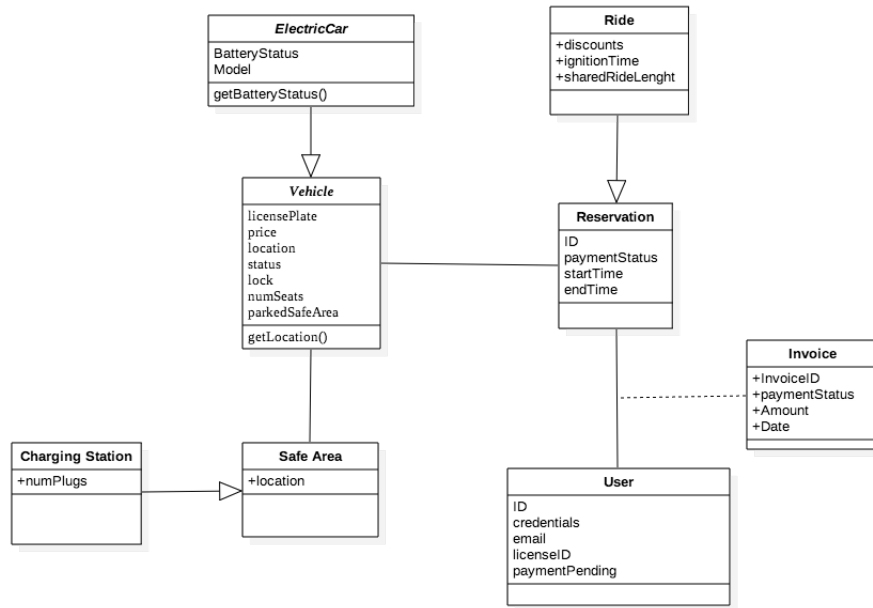 ElectricCar
BatteryStatus
Model
getBatteryStatus()
Ride
+discounts
+ignitionTime
+sharedRideLenght
Vehicle
licensePlate
price
location
status
lock
numSeats
parkedSafeArea
getLocation()
Reservation
ID
paymentStatus
startTime
endTime
Invoice
+InvoiceID
+paymentStatus
+Amount
+Date
Charging Station
+numPlugs
Safe Area
+location
User
ID
credentials
email
licenseID
paymentPending